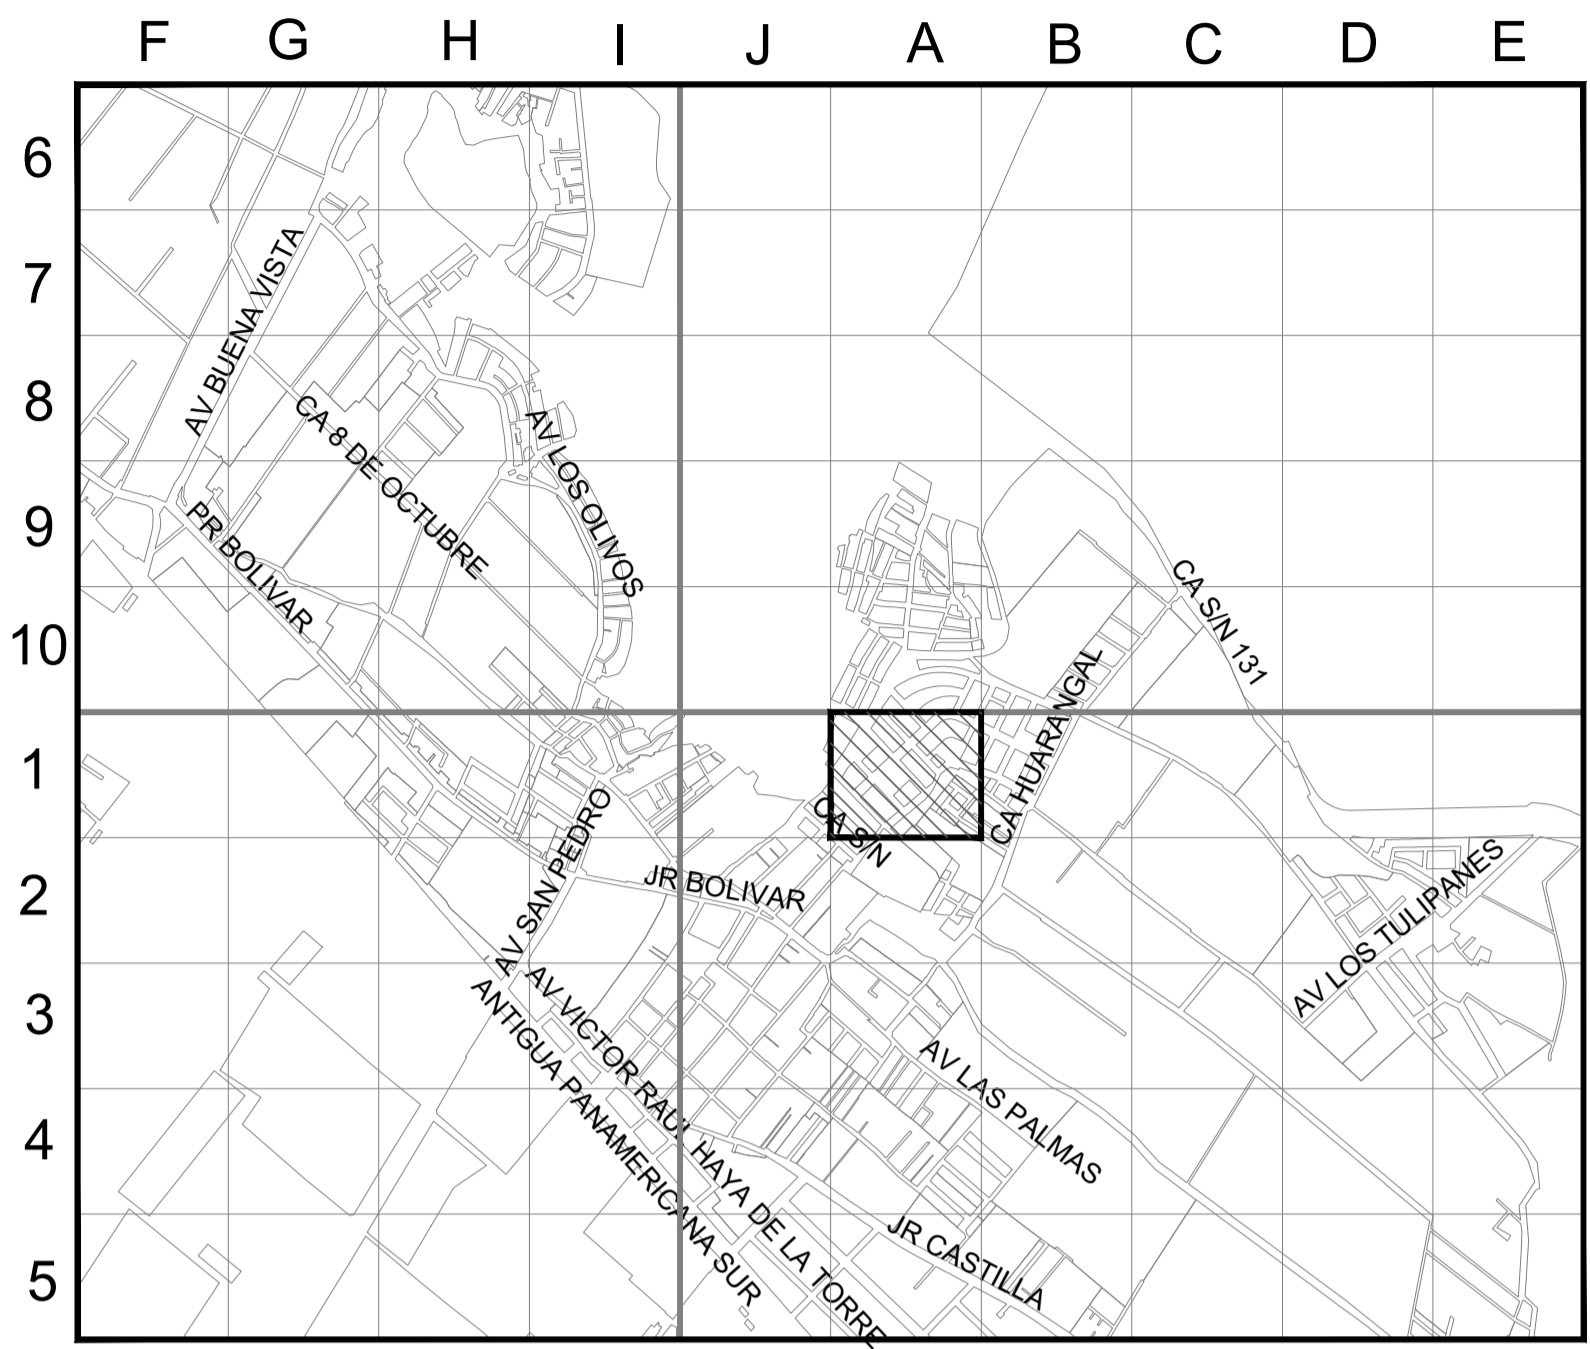 F G H I J A B C D E
6
7
8
9
10
1
2
3
4
5
AV BUENA VISTA
CA 8 DE OCTUBRE
AV LOS OLIVOS
PR BOLIVAR
CA S/N 131
CA HUARANGAL
CA S/N
AV SAN PEDRO
JR BOLIVAR
AV LOS TULIPANES
AV VICTOR RAUL HAYA DE LA TORRE
ANTIGUA PANAMERICANA SUR
AV LAS PALMAS
JR CASTILLA